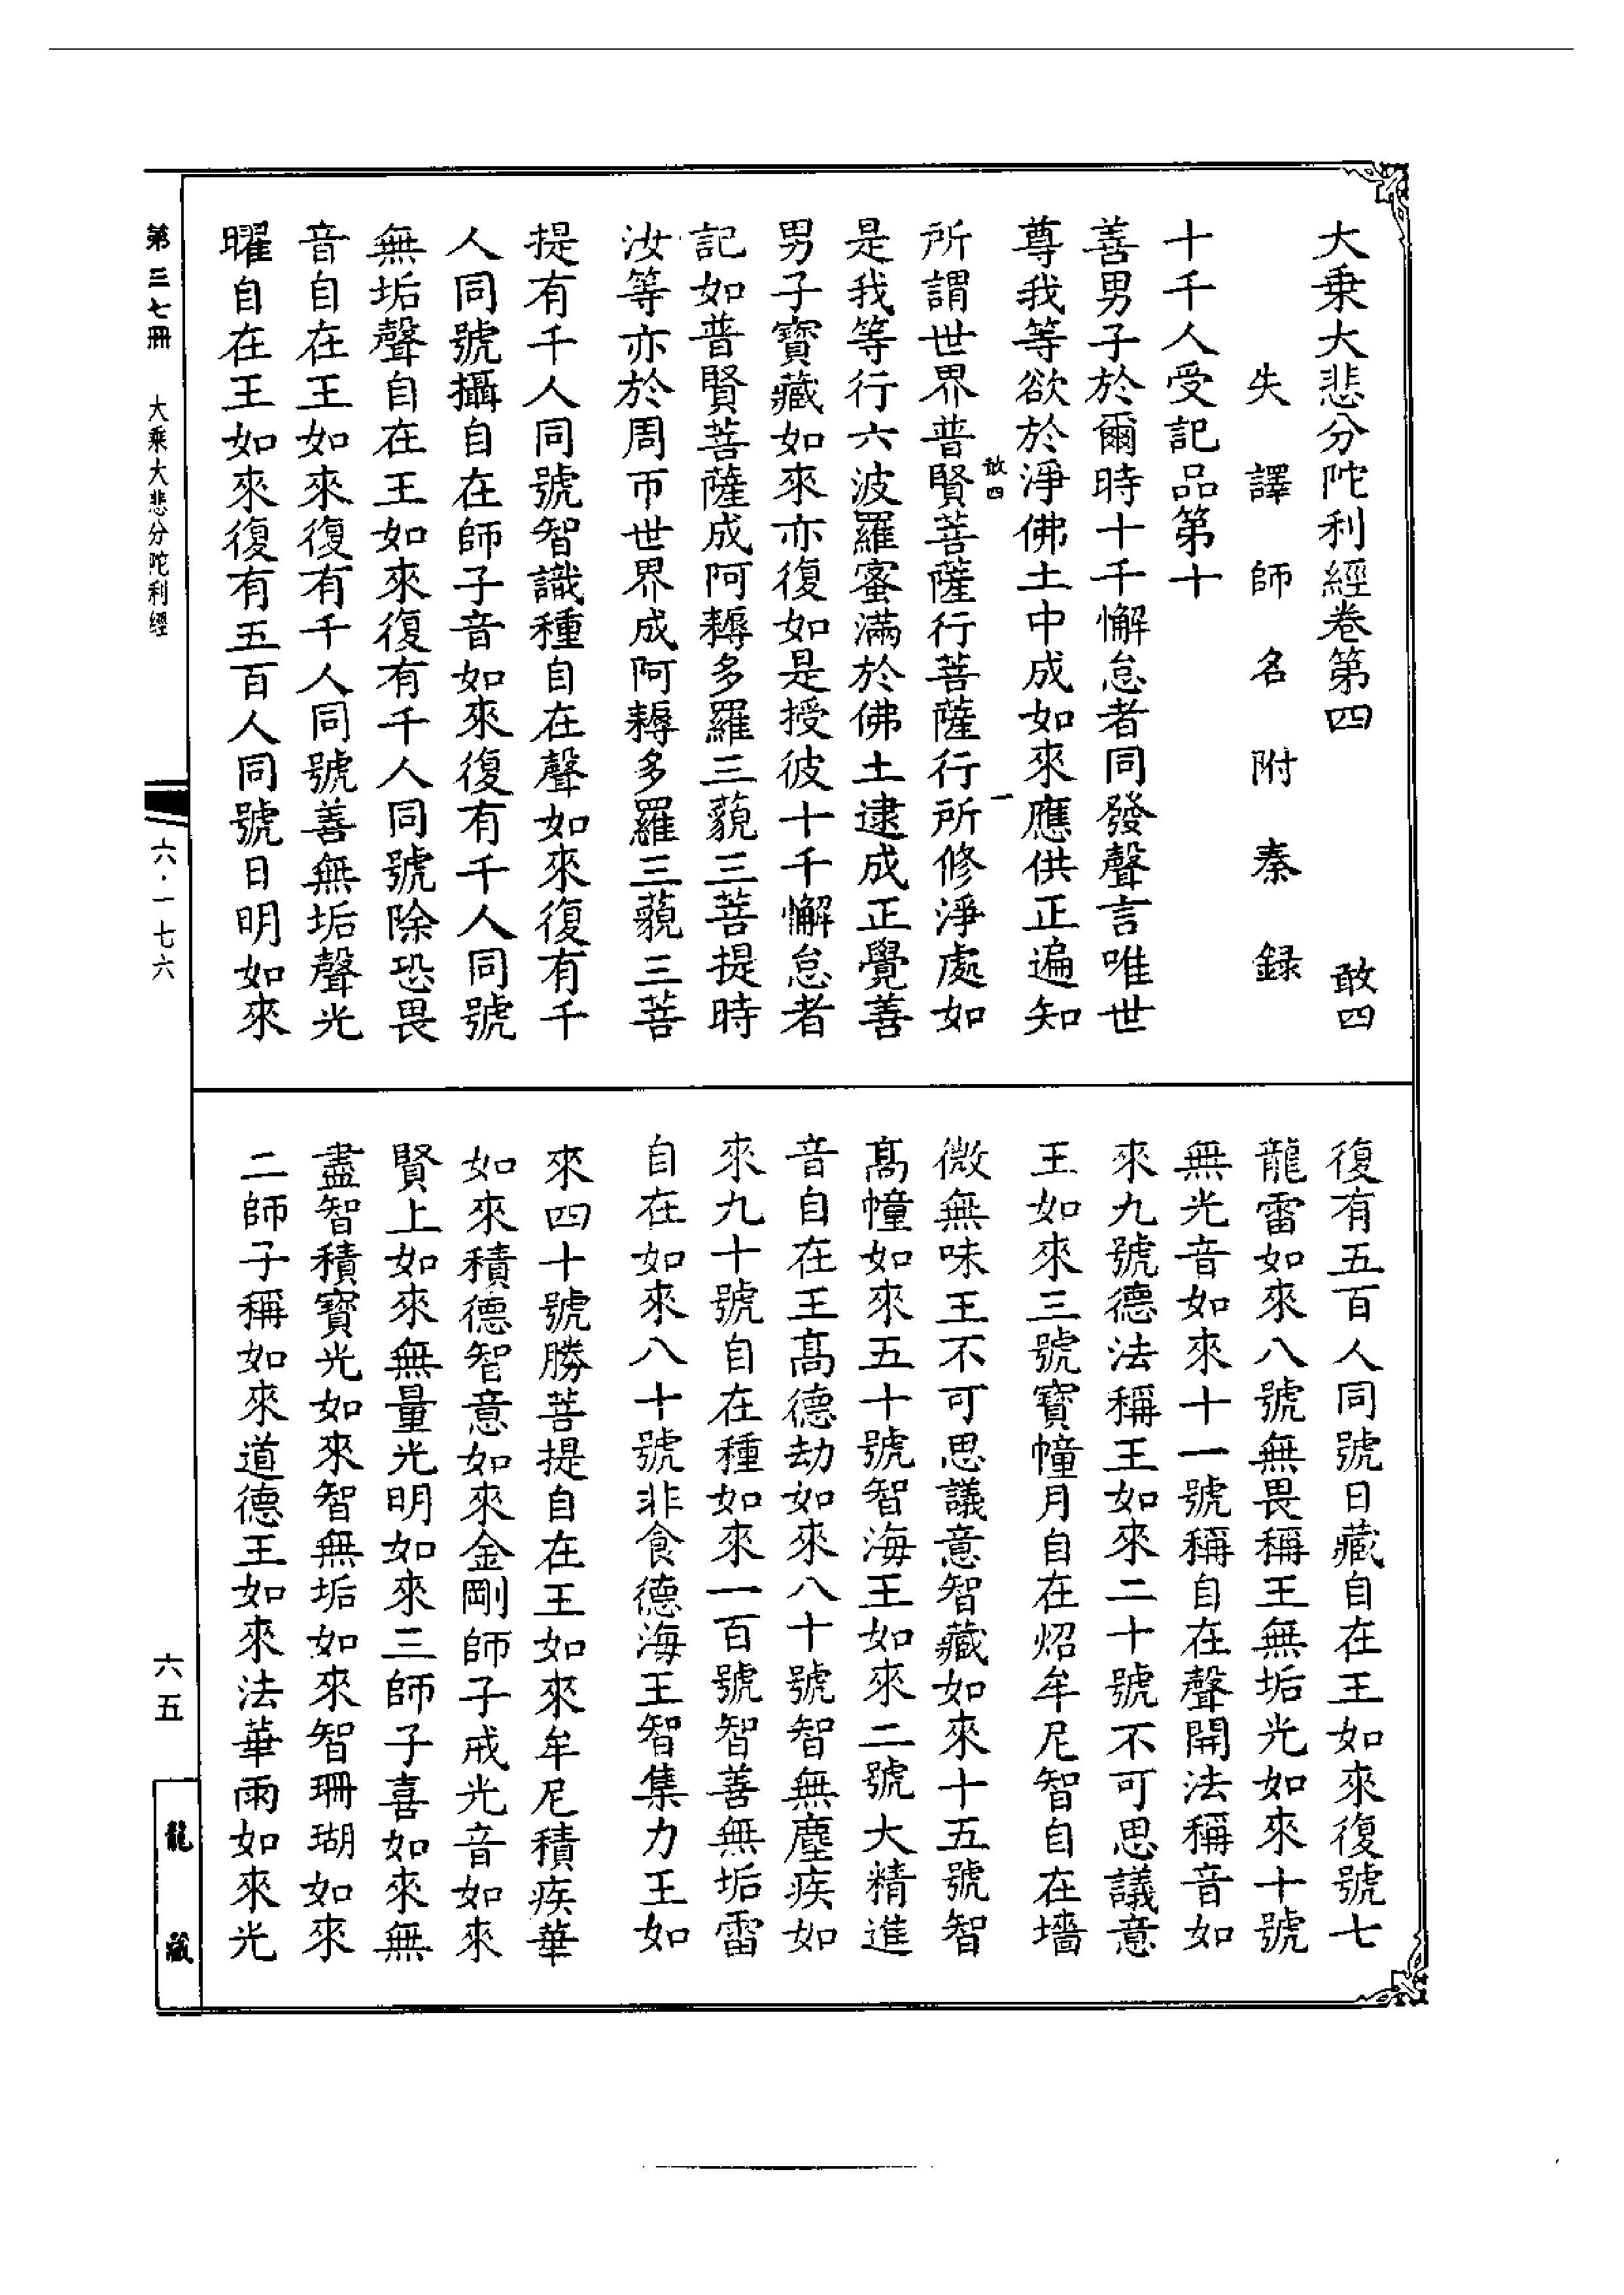 大乘大悲分陀利經卷第四　敢四
失譯師名附秦録
十千人受記品第十
善男子於爾時十千懈怠者同發聲言唯世
尊我等欲於淨佛土中成如來應供正遍知
敢四　一
所謂世界普賢菩薩行菩薩行所修淨處如
是我等行六波羅蜜滿於佛土逮成正覺善
男子寶藏如來亦復如是授彼十千懈怠者
記如普賢菩薩成阿耨多羅三藐三菩提時
汝等亦於周帀世界成阿耨多羅三藐三菩
提有千人同號智識種自在聲如來復有千
人同號攝自在師子音如來復有千人同號
無垢聲自在王如來復有千人同號除恐畏
音自在王如來復有千人同號善無垢聲光
曜自在王如來復有五百人同號日明如來
復有五百人同號日藏自在王如來復號七
龍雷如來八號無畏稱王無垢光如來十號
無光音如來十一號稱自在聲開法稱音如
來九號德法稱王如來二十號不可思議意
王如來三號寶幢月自在炤牟尼智自在墻
微無味王不可思議意智藏如來十五號智
髙幢如來五十號智海王如來二號大精進
音自在王髙德劫如來八十號智無塵疾如
來九十號自在種如來一百號智善無垢雷
自在如來八十號非食德海王智集力王如
來四十號勝菩提自在王如來牟尼積疾華
如來積德智意如來金剛師子戒光音如來
賢上如來無量光明如來三師子喜如來無
盡智積寶光如來智無垢如來智珊瑚如來
二師子稱如來道德王如來法華雨如來光
第三七冊　大乘大悲分陀利經
六·一七六
六五
龍藏